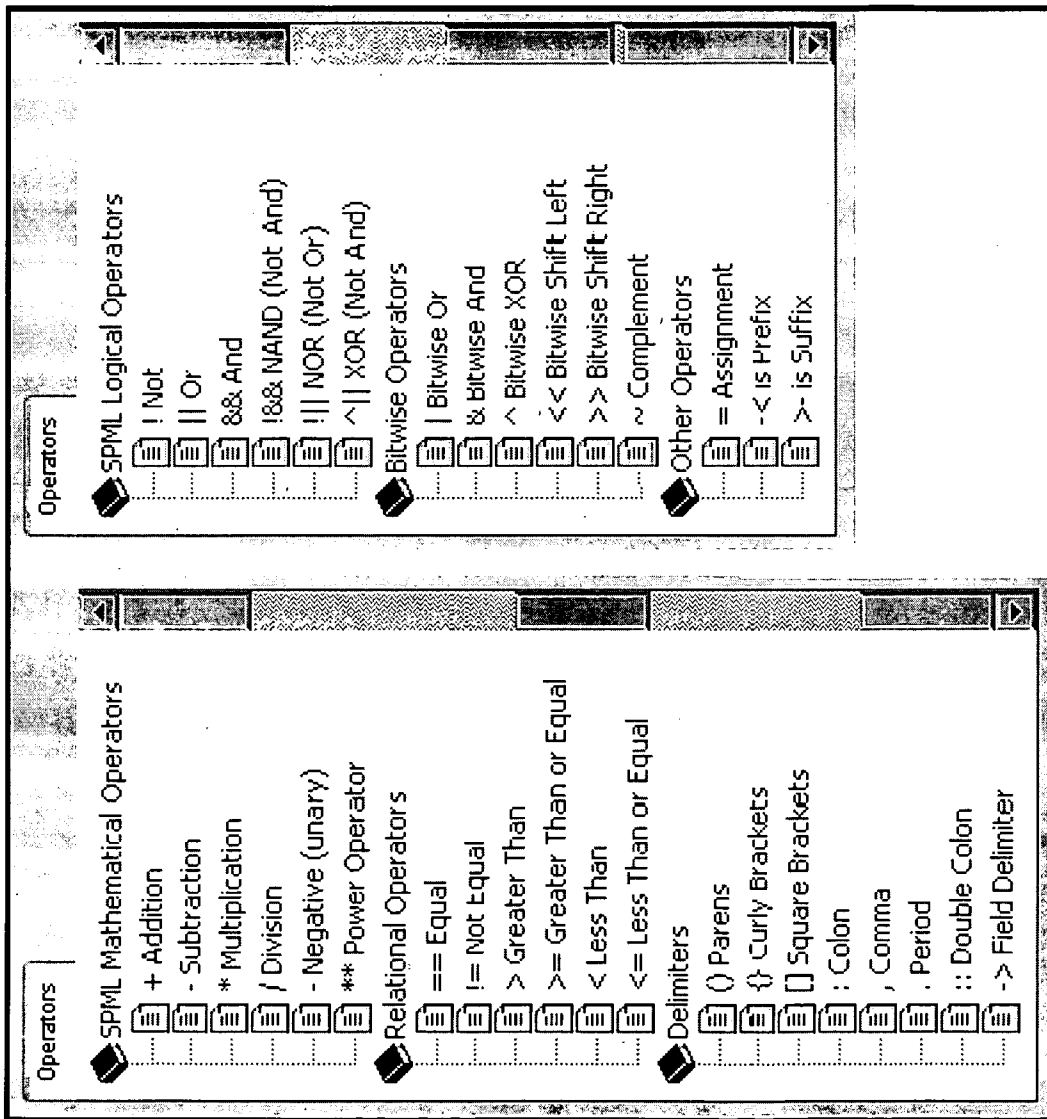 Operators
SPML Mathematical Operators
+ Addition
- Subtraction
* Multiplication
/ Division
- Negative (unary)
** Power Operator
Relational Operators
== Equal
!= Not Equal
> Greater Than
>= Greater Than or Equal
< Less Than
<= Less Than or Equal
Delimiters
() Parens
{} Curly Brackets
[] Square Brackets
: Colon
, Comma
. Period
:: Double Colon
-> Field Delimiter
Operators
SPML Logical Operators
! Not
|| Or
&& And
!&& NAND (Not And)
!|| NOR (Not Or)
^|| XOR (Not And)
Bitwise Operators
| Bitwise Or
& Bitwise And
^ Bitwise XOR
<< Bitwise Shift Left
>> Bitwise Shift Right
~ Complement
Other Operators
= Assignment
-< is Prefix
>- is Suffix